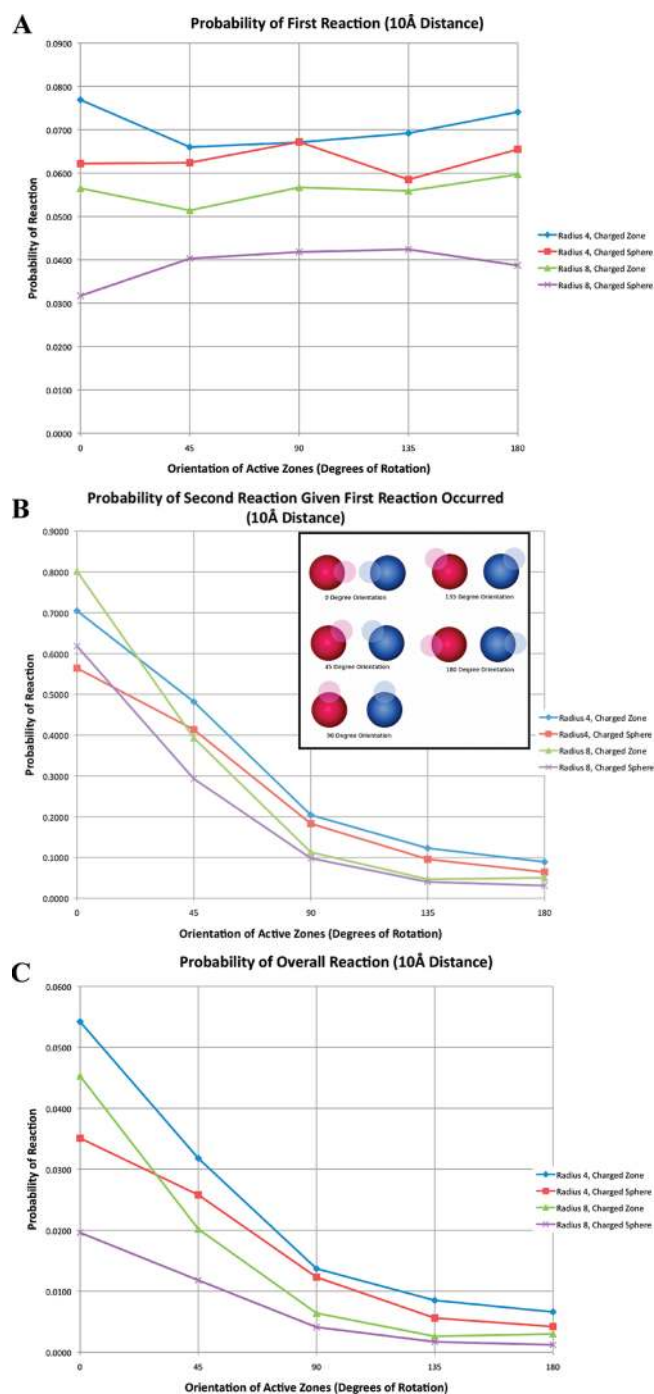 A
Probability of First Reaction (10Å Distance)
Probability of Reaction
0.0900
0.0800
0.0700
0.0600
0.0500
0.0400
0.0300
0.0200
0.0100
0.0000
0 45 90 135 180
Orientation of Active Zones (Degrees of Rotation)
Radius 4, Charged Zone
Radius 4, Charged Sphere
Radius 8, Charged Zone
Radius 8, Charged Sphere
B
Probability of Second Reaction Given First Reaction Occurred
(10Å Distance)
Probability of Reaction
0.9000
0.8000
0.7000
0.6000
0.5000
0.4000
0.3000
0.2000
0.1000
0.0000
0 45 90 135 180
Orientation of Active Zones (Degrees of Rotation)
0 Degree Orientation
135 Degree Orientation
45 Degree Orientation
180 Degree Orientation
90 Degree Orientation
Radius 4, Charged Zone
Radius4, Charged Sphere
Radius 8, Charged Zone
Radius 8, Charged Sphere
C
Probability of Overall Reaction (10Å Distance)
Probability of Reaction
0.0600
0.0500
0.0400
0.0300
0.0200
0.0100
0.0000
0 45 90 135 180
Orientation of Active Zones (Degrees of Rotation)
Radius 4, Charged Zone
Radius 4, Charged Sphere
Radius 8, Charged Zone
Radius 8, Charged Sphere